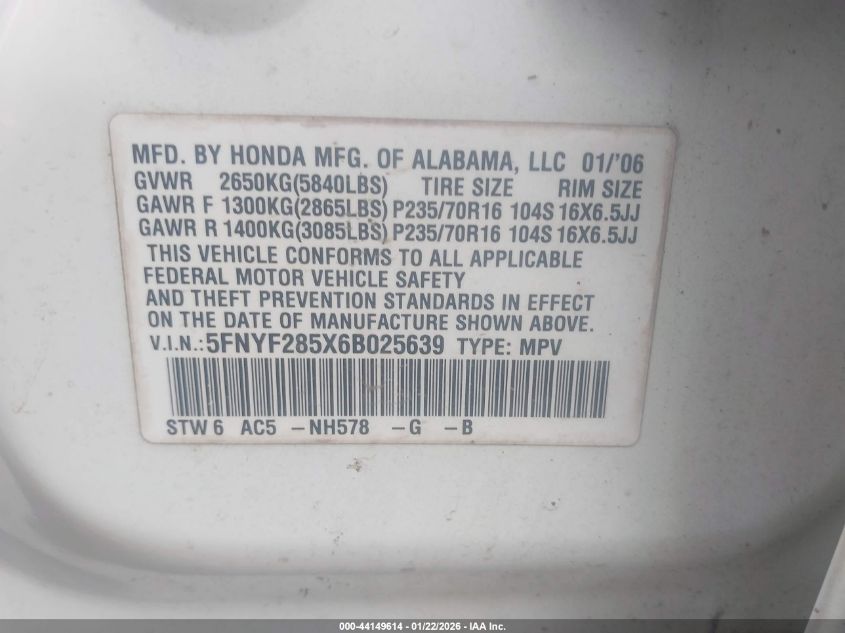 MFD. BY HONDA MFG. OF ALABAMA, LLC 01/'06
GVWR 2650KG(5840LBS) TIRE SIZE RIM SIZE
GAWR F 1300KG(2865LBS) P235/70R16 104S 16X6.5JJ
GAWR R 1400KG(3085LBS) P235/70R16 104S 16X6.5JJ
THIS VEHICLE CONFORMS TO ALL APPLICABLE
FEDERAL MOTOR VEHICLE SAFETY
AND THEFT PREVENTION STANDARDS IN EFFECT
ON THE DATE OF MANUFACTURE SHOWN ABOVE.
V.I.N.:5FNYF285X6B025639 TYPE: MPV
STW 6 AC5 –NH578 –G –B
000-44149614 - 01/22/2026 - IAA Inc.